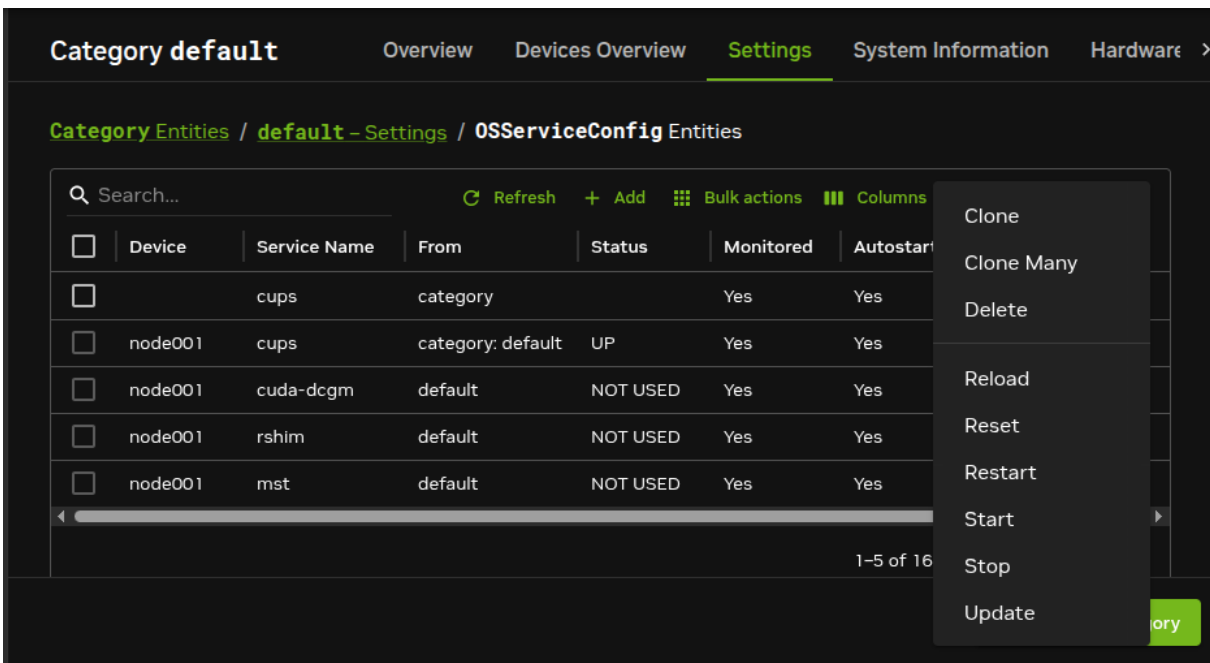 Category default Overview Devices Overview Settings System Information Hardware
Category Entities / default – Settings / OSServiceConfig Entities
Search... Refresh Add Bulk actions Columns
Device Service Name From Status Monitored Autostart
cups category Yes Yes
node001 cups category: default UP Yes Yes
node001 cuda-dcgm default NOT USED Yes Yes
node001 rshim default NOT USED Yes Yes
node001 mst default NOT USED Yes Yes
1–5 of 16
Clone
Clone Many
Delete
Reload
Reset
Restart
Start
Stop
Update
ory